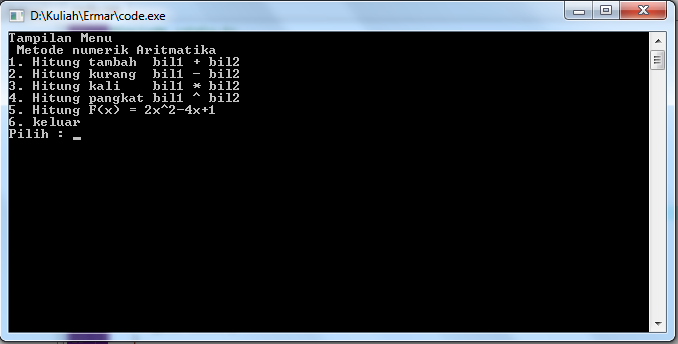 D:\Kuliah\Ermar\code.exe
Tampilan Menu
 Metode numerik Aritmatika
1. Hitung tambah  bil1 + bil2
2. Hitung kurang  bil1 - bil2
3. Hitung kali    bil1 * bil2
4. Hitung pangkat bil1 ^ bil2
5. Hitung F(x) = 2x^2-4x+1
6. keluar
Pilih : _